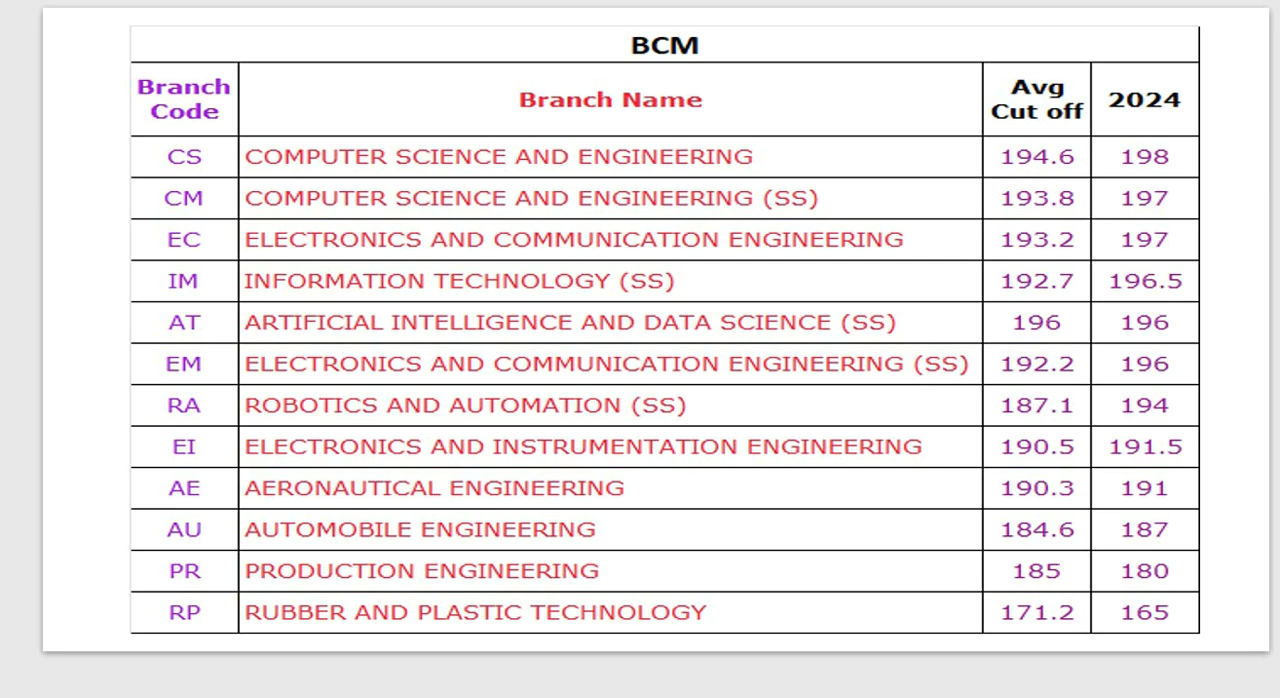 BCM
Branch Code Branch Name Avg Cut off 2024
CS COMPUTER SCIENCE AND ENGINEERING 194.6 198
CM COMPUTER SCIENCE AND ENGINEERING (SS) 193.8 197
EC ELECTRONICS AND COMMUNICATION ENGINEERING 193.2 197
IM INFORMATION TECHNOLOGY (SS) 192.7 196.5
AT ARTIFICIAL INTELLIGENCE AND DATA SCIENCE (SS) 196 196
EM ELECTRONICS AND COMMUNICATION ENGINEERING (SS) 192.2 196
RA ROBOTICS AND AUTOMATION (SS) 187.1 194
EI ELECTRONICS AND INSTRUMENTATION ENGINEERING 190.5 191.5
AE AERONAUTICAL ENGINEERING 190.3 191
AU AUTOMOBILE ENGINEERING 184.6 187
PR PRODUCTION ENGINEERING 185 180
RP RUBBER AND PLASTIC TECHNOLOGY 171.2 165